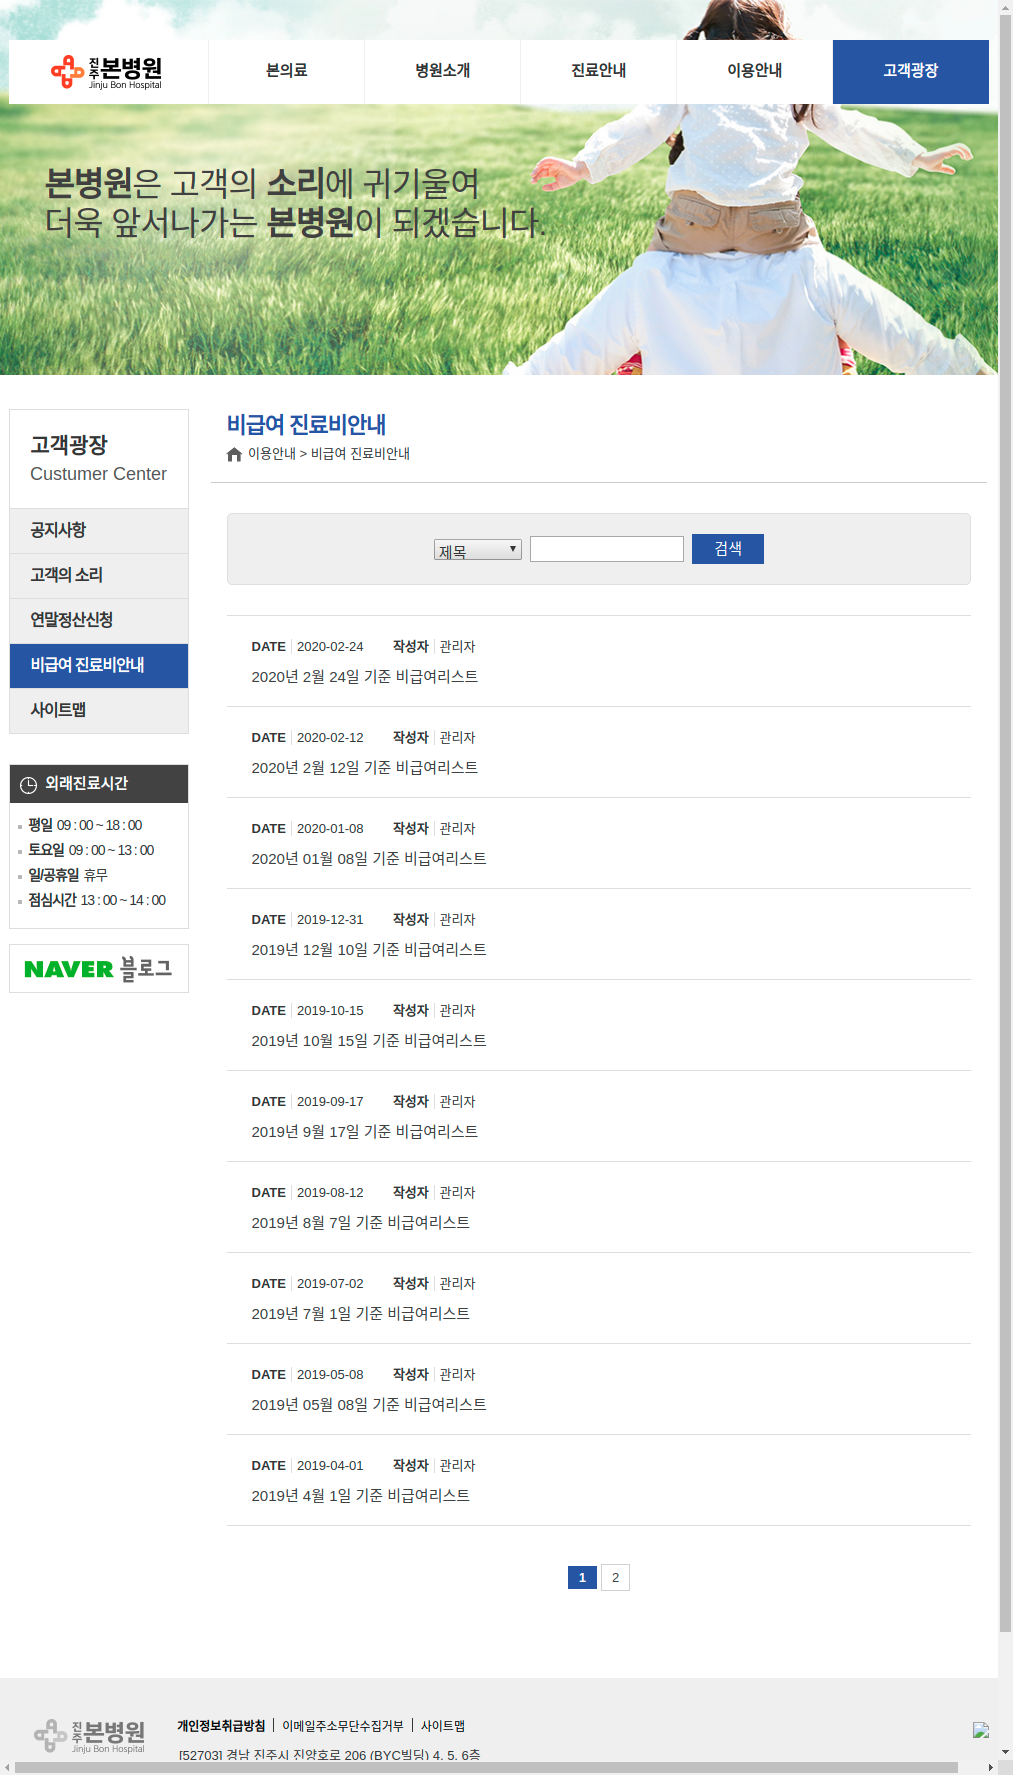 진주 본병원
Jinju Bon Hospital
본의료
병원소개
진료안내
이용안내
고객광장
본병원은 고객의 소리에 귀기울여
더욱 앞서나가는 본병원이 되겠습니다.
고객광장
Custumer Center
공지사항
고객의 소리
연말정산신청
비급여 진료비안내
사이트맵
외래진료시간
평일 09 : 00 ~ 18 : 00
토요일 09 : 00 ~ 13 : 00
일/공휴일 휴무
점심시간 13 : 00 ~ 14 : 00
NAVER 블로그
비급여 진료비안내
이용안내 > 비급여 진료비안내
제목
검색
DATE 2020-02-24 작성자 관리자
2020년 2월 24일 기준 비급여리스트
DATE 2020-02-12 작성자 관리자
2020년 2월 12일 기준 비급여리스트
DATE 2020-01-08 작성자 관리자
2020년 01월 08일 기준 비급여리스트
DATE 2019-12-31 작성자 관리자
2019년 12월 10일 기준 비급여리스트
DATE 2019-10-15 작성자 관리자
2019년 10월 15일 기준 비급여리스트
DATE 2019-09-17 작성자 관리자
2019년 9월 17일 기준 비급여리스트
DATE 2019-08-12 작성자 관리자
2019년 8월 7일 기준 비급여리스트
DATE 2019-07-02 작성자 관리자
2019년 7월 1일 기준 비급여리스트
DATE 2019-05-08 작성자 관리자
2019년 05월 08일 기준 비급여리스트
DATE 2019-04-01 작성자 관리자
2019년 4월 1일 기준 비급여리스트
1 2
진주 본병원
Jinju Bon Hospital
개인정보취급방침 | 이메일주소무단수집거부 | 사이트맵
[52703] 경남 진주시 진양호로 206 (BYC빌딩) 4, 5, 6층